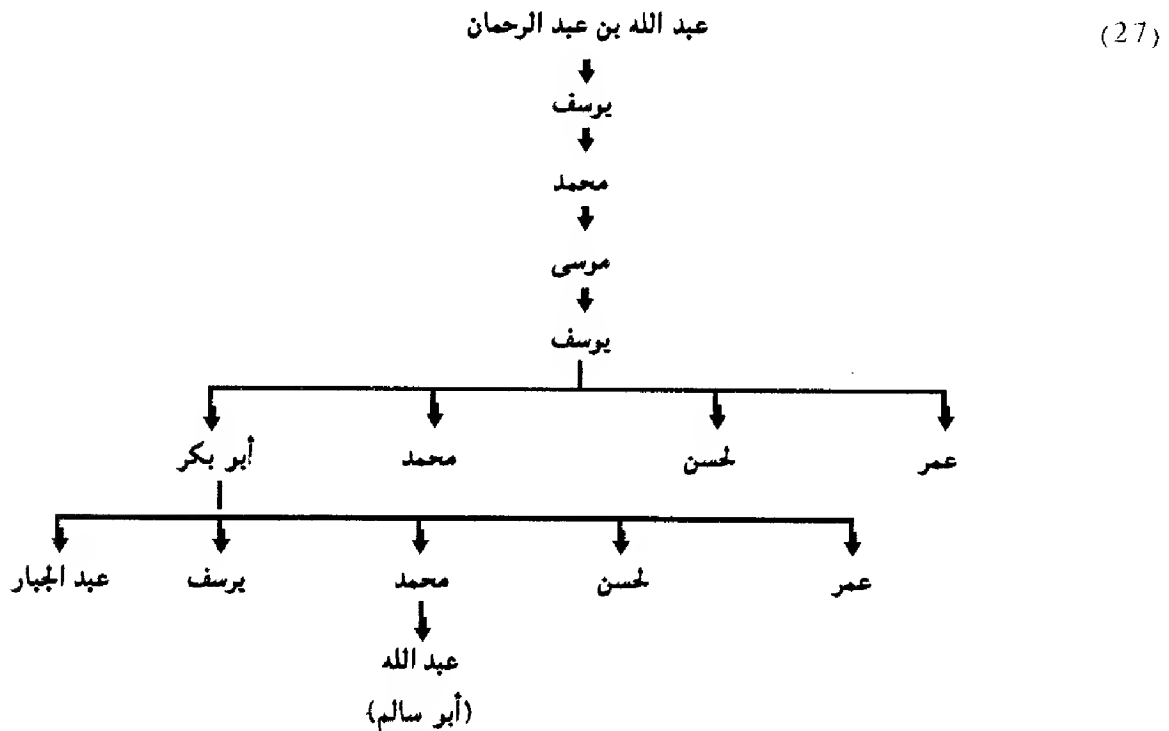 (27)
عبد الله بن عبد الرحمان
يوسف
محمد
موسى
يوسف
عمر لحسن محمد أبو بكر
عمر لحسن محمد يوسف عبد الجبار
عبد الله
(أبو سالم)